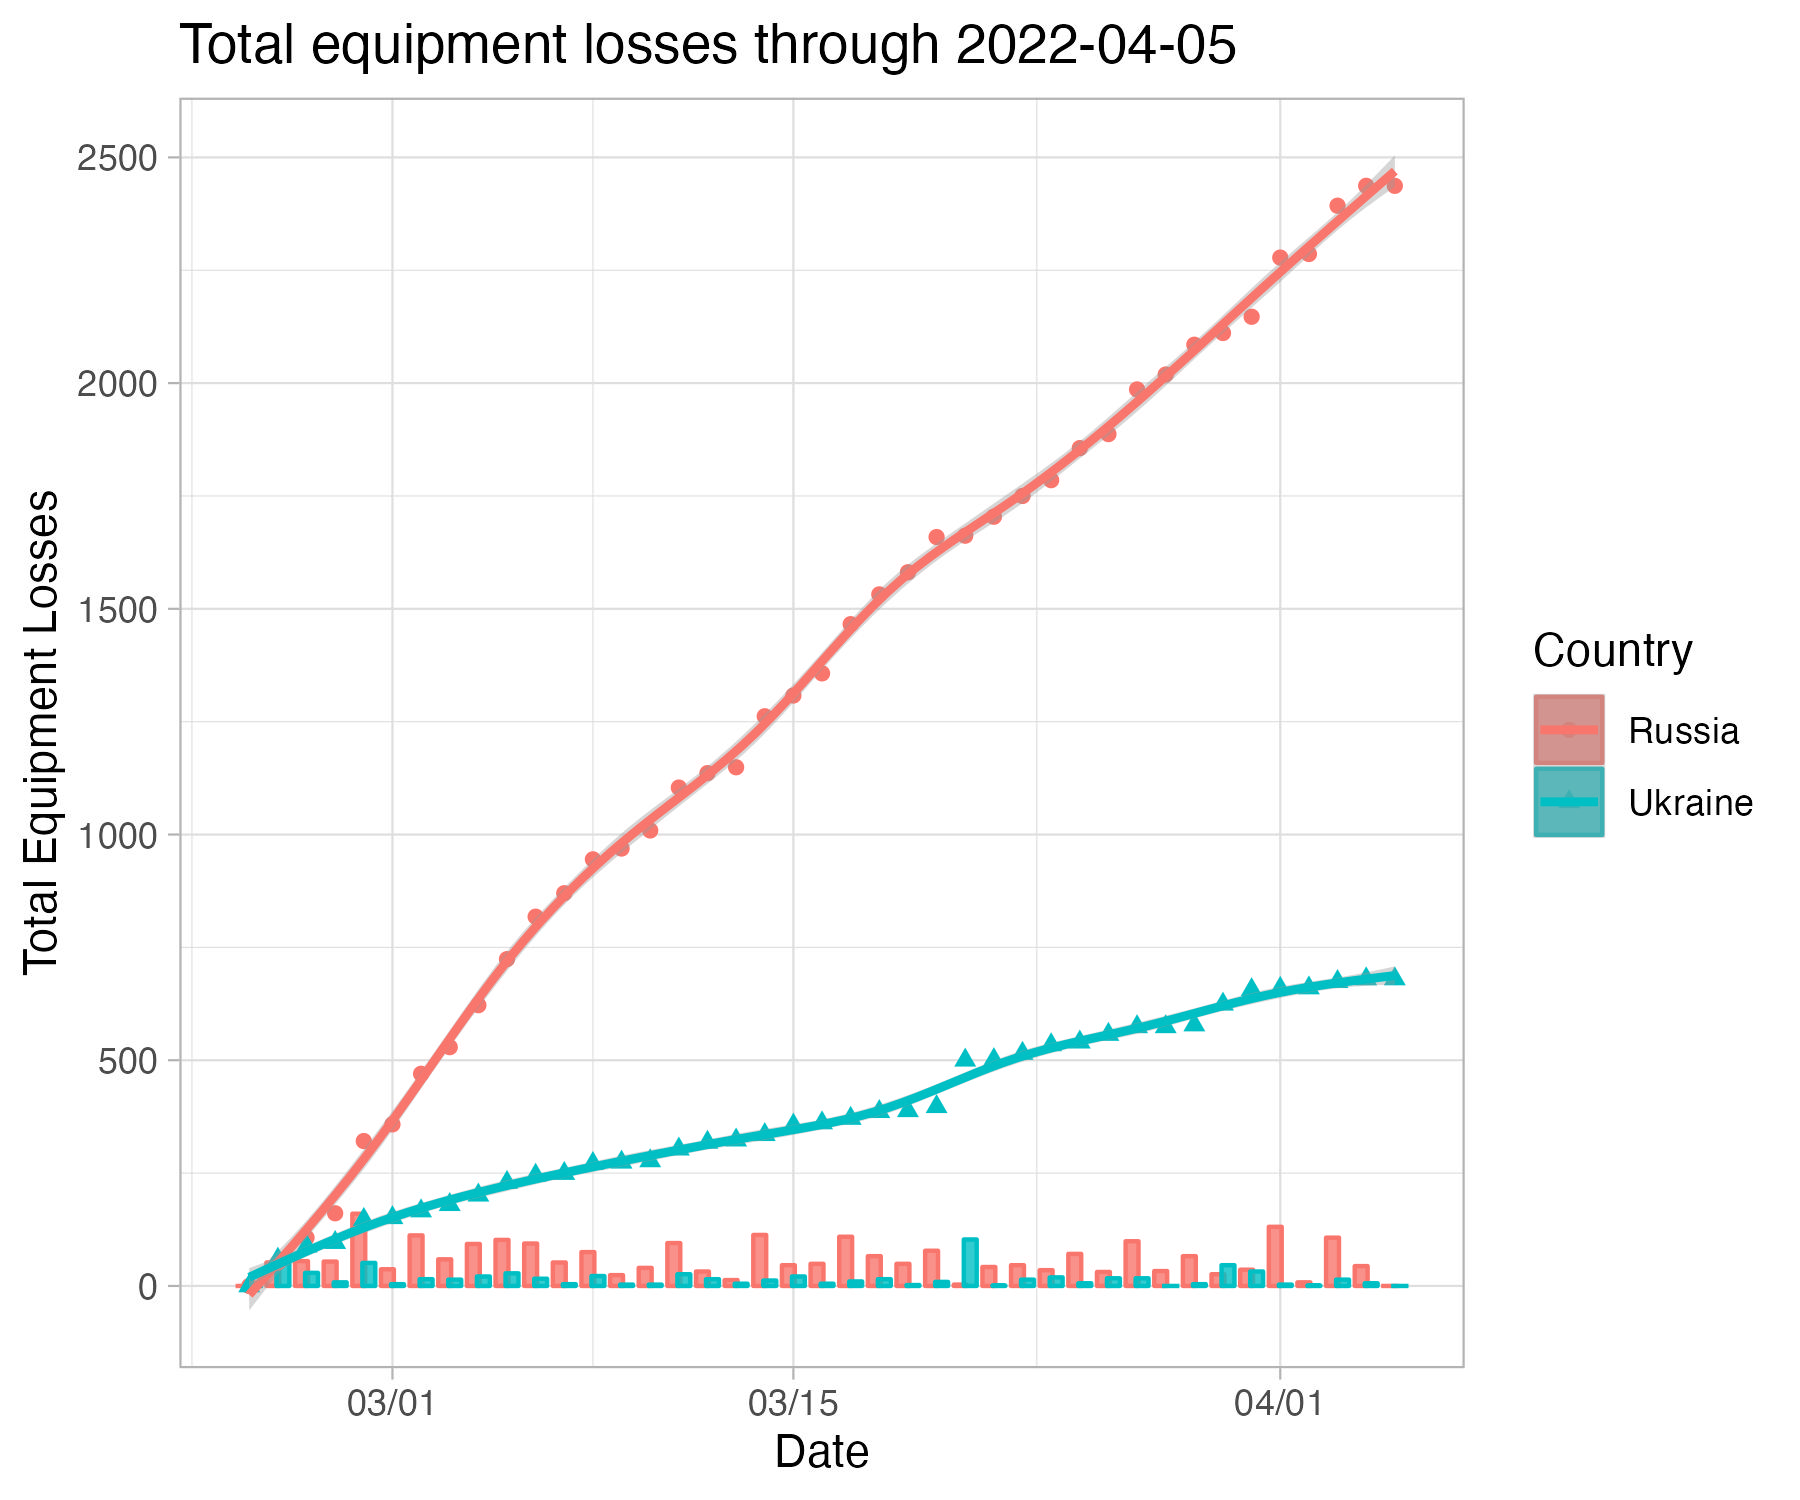 Total equipment losses through 2022-04-05
Total Equipment Losses
2500
2000
1500
1000
500
0
03/01
03/15
04/01
Date
Country
Russia
Ukraine